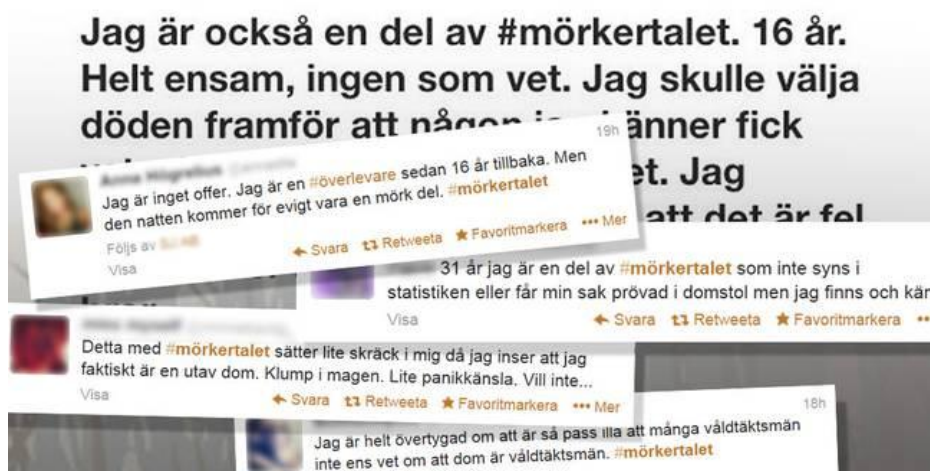 Jag är också en del av #mörkertalet. 16 år.
Helt ensam, ingen som vet. Jag skulle välja
döden framför att någon jag känner fick
et. Jag
att det är fel
19h
Jag är inget offer. Jag är en #överlevare sedan 16 år tillbaka. Men
den natten kommer för evigt vara en mörk del. #mörkertalet
Följs av
Visa
Svara Retweeta Favoritmarkera Mer
31 år jag är en del av #mörkertalet som inte syns i
statistiken eller får min sak prövad i domstol men jag finns och kär
Visa
Svara Retweeta Favoritmarkera
Detta med #mörkertalet sätter lite skräck i mig då jag inser att jag
faktiskt är en utav dom. Klump i magen. Lite panikkänsla. Vill inte...
Visa
Svara Retweeta Favoritmarkera Mer
18h
Jag är helt övertygad om att är så pass illa att många våldtäktsmän
inte ens vet om att dom är våldtäktsmän. #mörkertalet